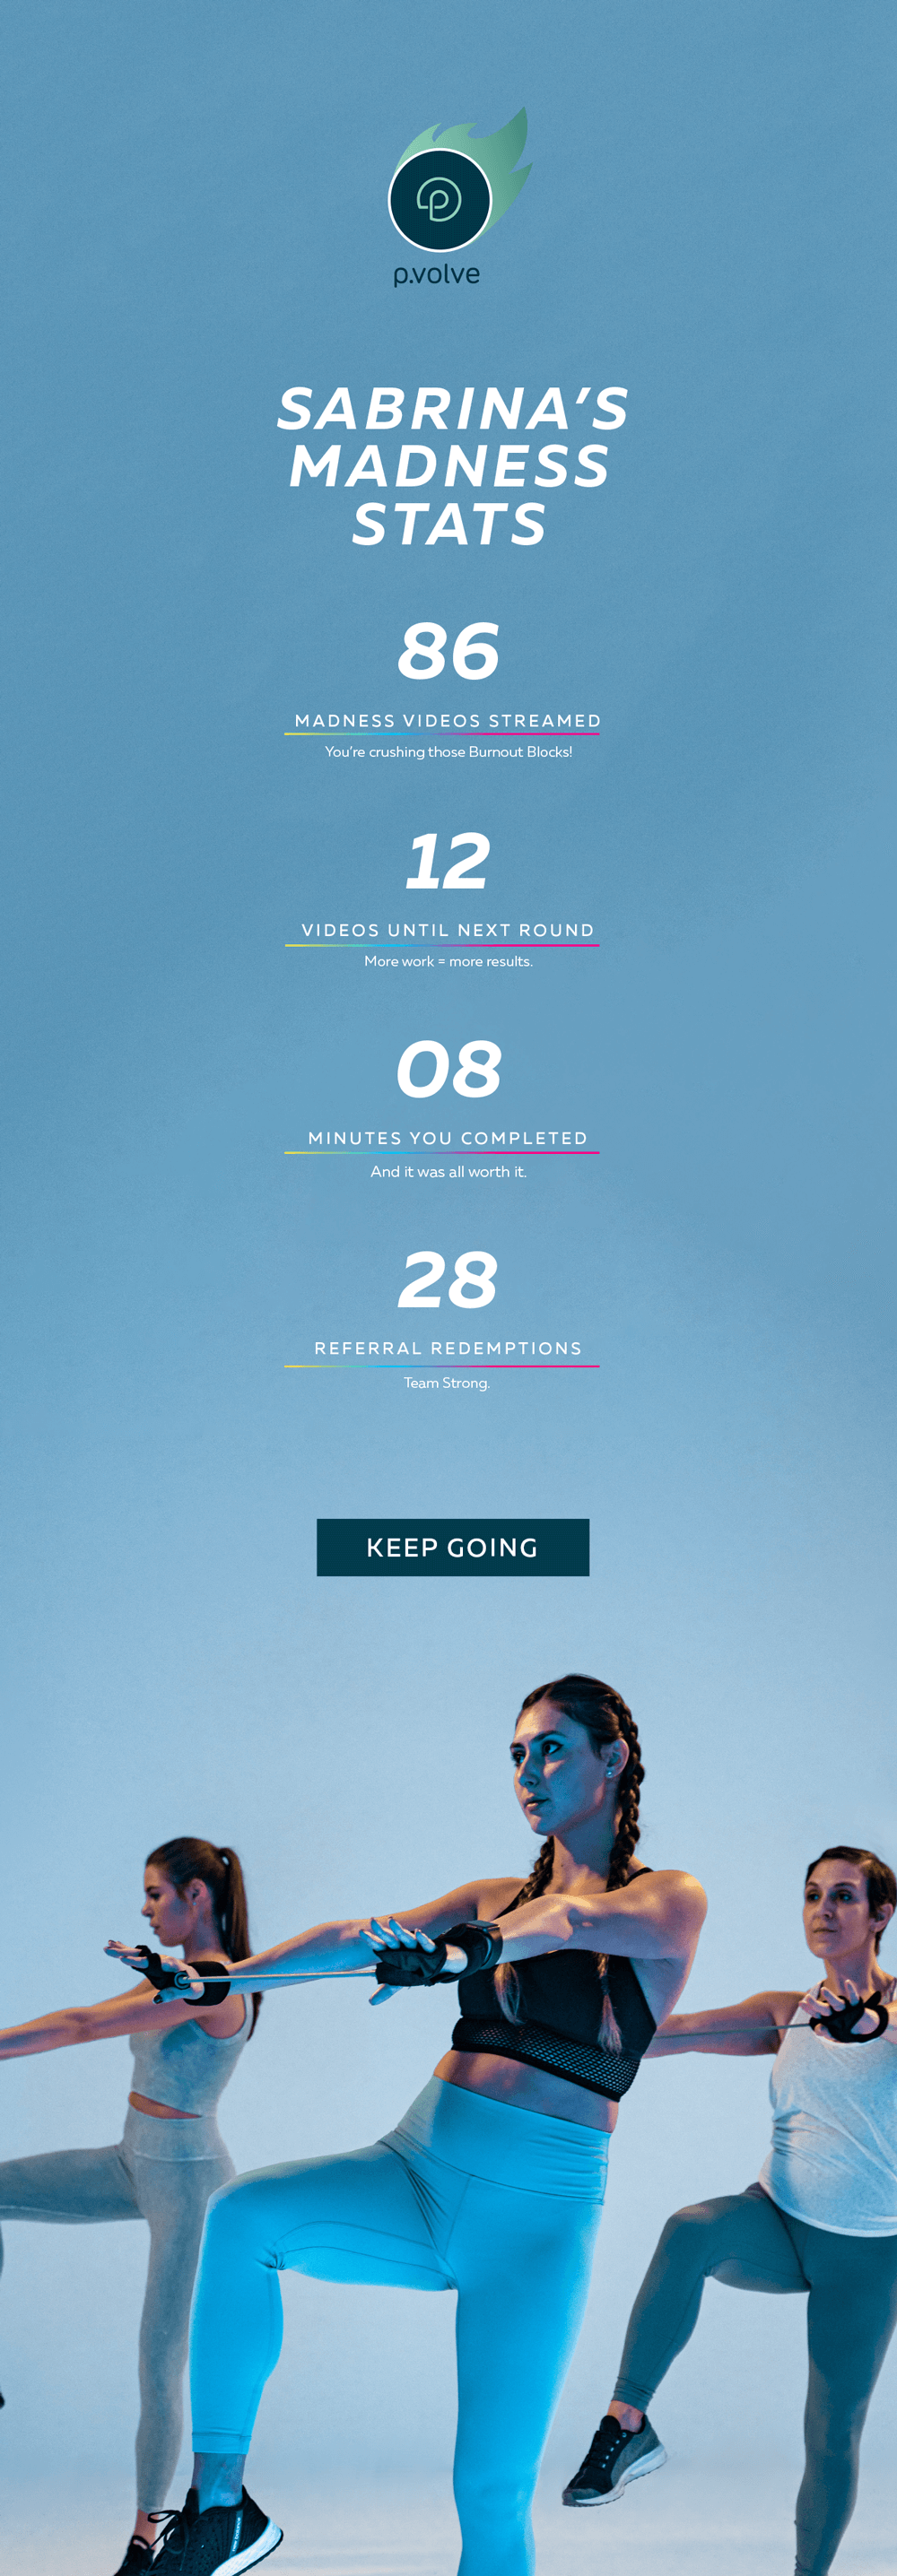 p.volve
SABRINA’S
MADNESS
STATS
86
MADNESS VIDEOS STREAMED
You’re crushing those Burnout Blocks!
12
VIDEOS UNTIL NEXT ROUND
More work = more results.
08
MINUTES YOU COMPLETED
And it was all worth it.
28
REFERRAL REDEMPTIONS
Team Strong.
KEEP GOING